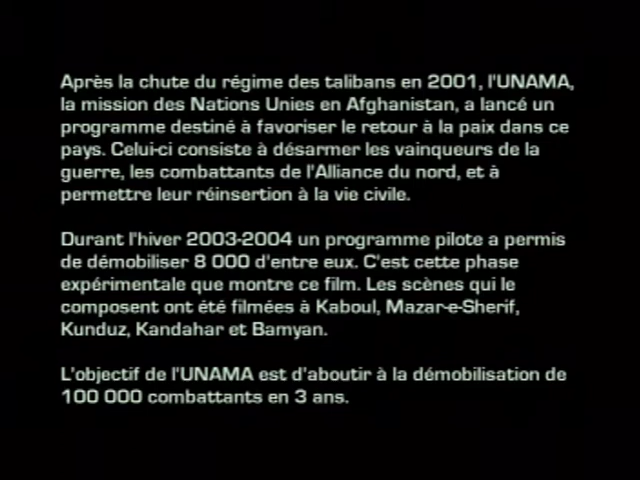 Après la chute du régime des talibans en 2001, l'UNAMA,
la mission des Nations Unies en Afghanistan, a lancé un
programme destiné à favoriser le retour à la paix dans ce
pays. Celui-ci consiste à désarmer les vainqueurs de la
guerre, les combattants de l'Alliance du nord, et à
permettre leur réinsertion à la vie civile.
Durant l'hiver 2003-2004 un programme pilote a permis
de démobiliser 8 000 d'entre eux. C'est cette phase
expérimentale que montre ce film. Les scènes qui le
composent ont été filmées à Kaboul, Mazar-e-Sherif,
Kunduz, Kandahar et Bamyan.
L'objectif de l'UNAMA est d'aboutir à la démobilisation de
100 000 combattants en 3 ans.